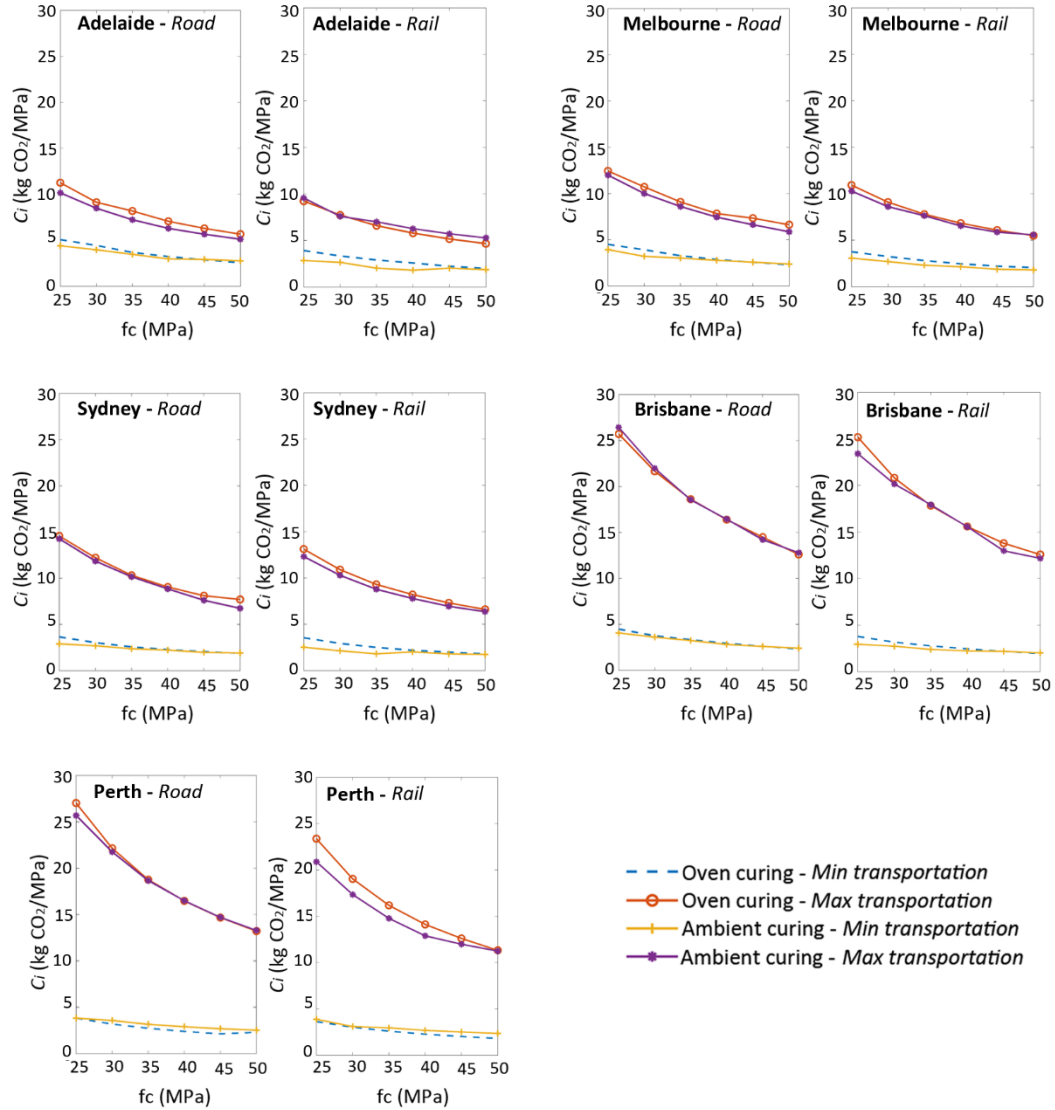 Adelaide - Road
30
25
20
15
10
5
0
Ci (kg CO2/MPa)
25 30 35 40 45 50
fc (MPa)
Adelaide - Rail
30
25
20
15
10
5
0
Ci (kg CO2/MPa)
25 30 35 40 45 50
fc (MPa)
Melbourne - Road
30
25
20
15
10
5
0
Ci (kg CO2/MPa)
25 30 35 40 45 50
fc (MPa)
Melbourne - Rail
30
25
20
15
10
5
0
Ci (kg CO2/MPa)
25 30 35 40 45 50
fc (MPa)
Sydney - Road
30
25
20
15
10
5
0
Ci (kg CO2/MPa)
25 30 35 40 45 50
fc (MPa)
Sydney - Rail
30
25
20
15
10
5
0
Ci (kg CO2/MPa)
25 30 35 40 45 50
fc (MPa)
Brisbane - Road
30
25
20
15
10
5
0
Ci (kg CO2/MPa)
25 30 35 40 45 50
fc (MPa)
Brisbane - Rail
30
25
20
15
10
5
0
Ci (kg CO2/MPa)
25 30 35 40 45 50
fc (MPa)
Perth - Road
30
25
20
15
10
5
0
Ci (kg CO2/MPa)
25 30 35 40 45 50
fc (MPa)
Perth - Rail
30
25
20
15
10
5
0
Ci (kg CO2/MPa)
25 30 35 40 45 50
fc (MPa)
Oven curing - Min transportation
Oven curing - Max transportation
Ambient curing - Min transportation
Ambient curing - Max transportation